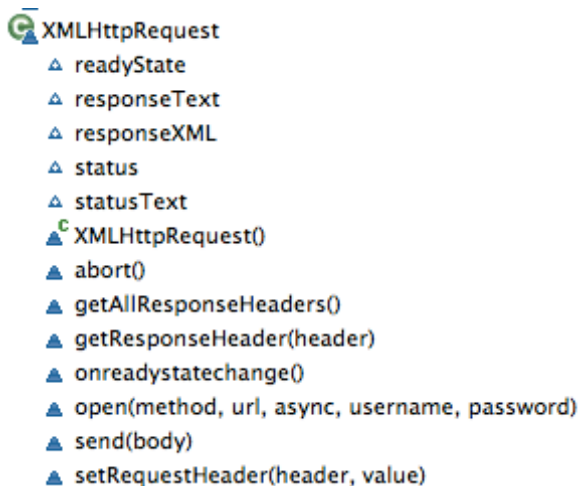 XMLHttpRequest
readyState
responseText
responseXML
status
statusText
XMLHttpRequest()
abort()
getAllResponseHeaders()
getResponseHeader(header)
onreadystatechange()
open(method, url, async, username, password)
send(body)
setRequestHeader(header, value)